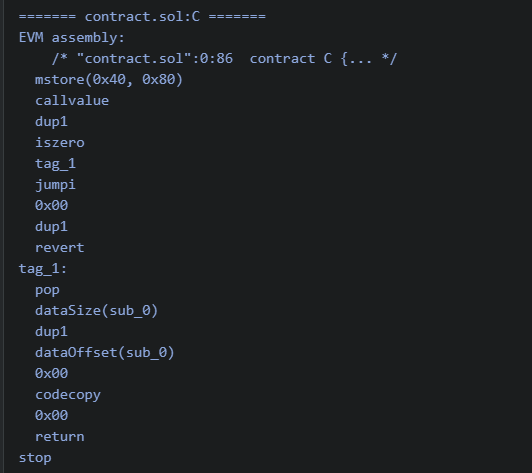 ======= contract.sol:C =======
EVM assembly:
    /* "contract.sol":0:86  contract C {... */
  mstore(0x40, 0x80)
  callvalue
  dup1
  iszero
  tag_1
  jumpi
  0x00
  dup1
  revert
tag_1:
  pop
  dataSize(sub_0)
  dup1
  dataOffset(sub_0)
  0x00
  codecopy
  0x00
  return
stop